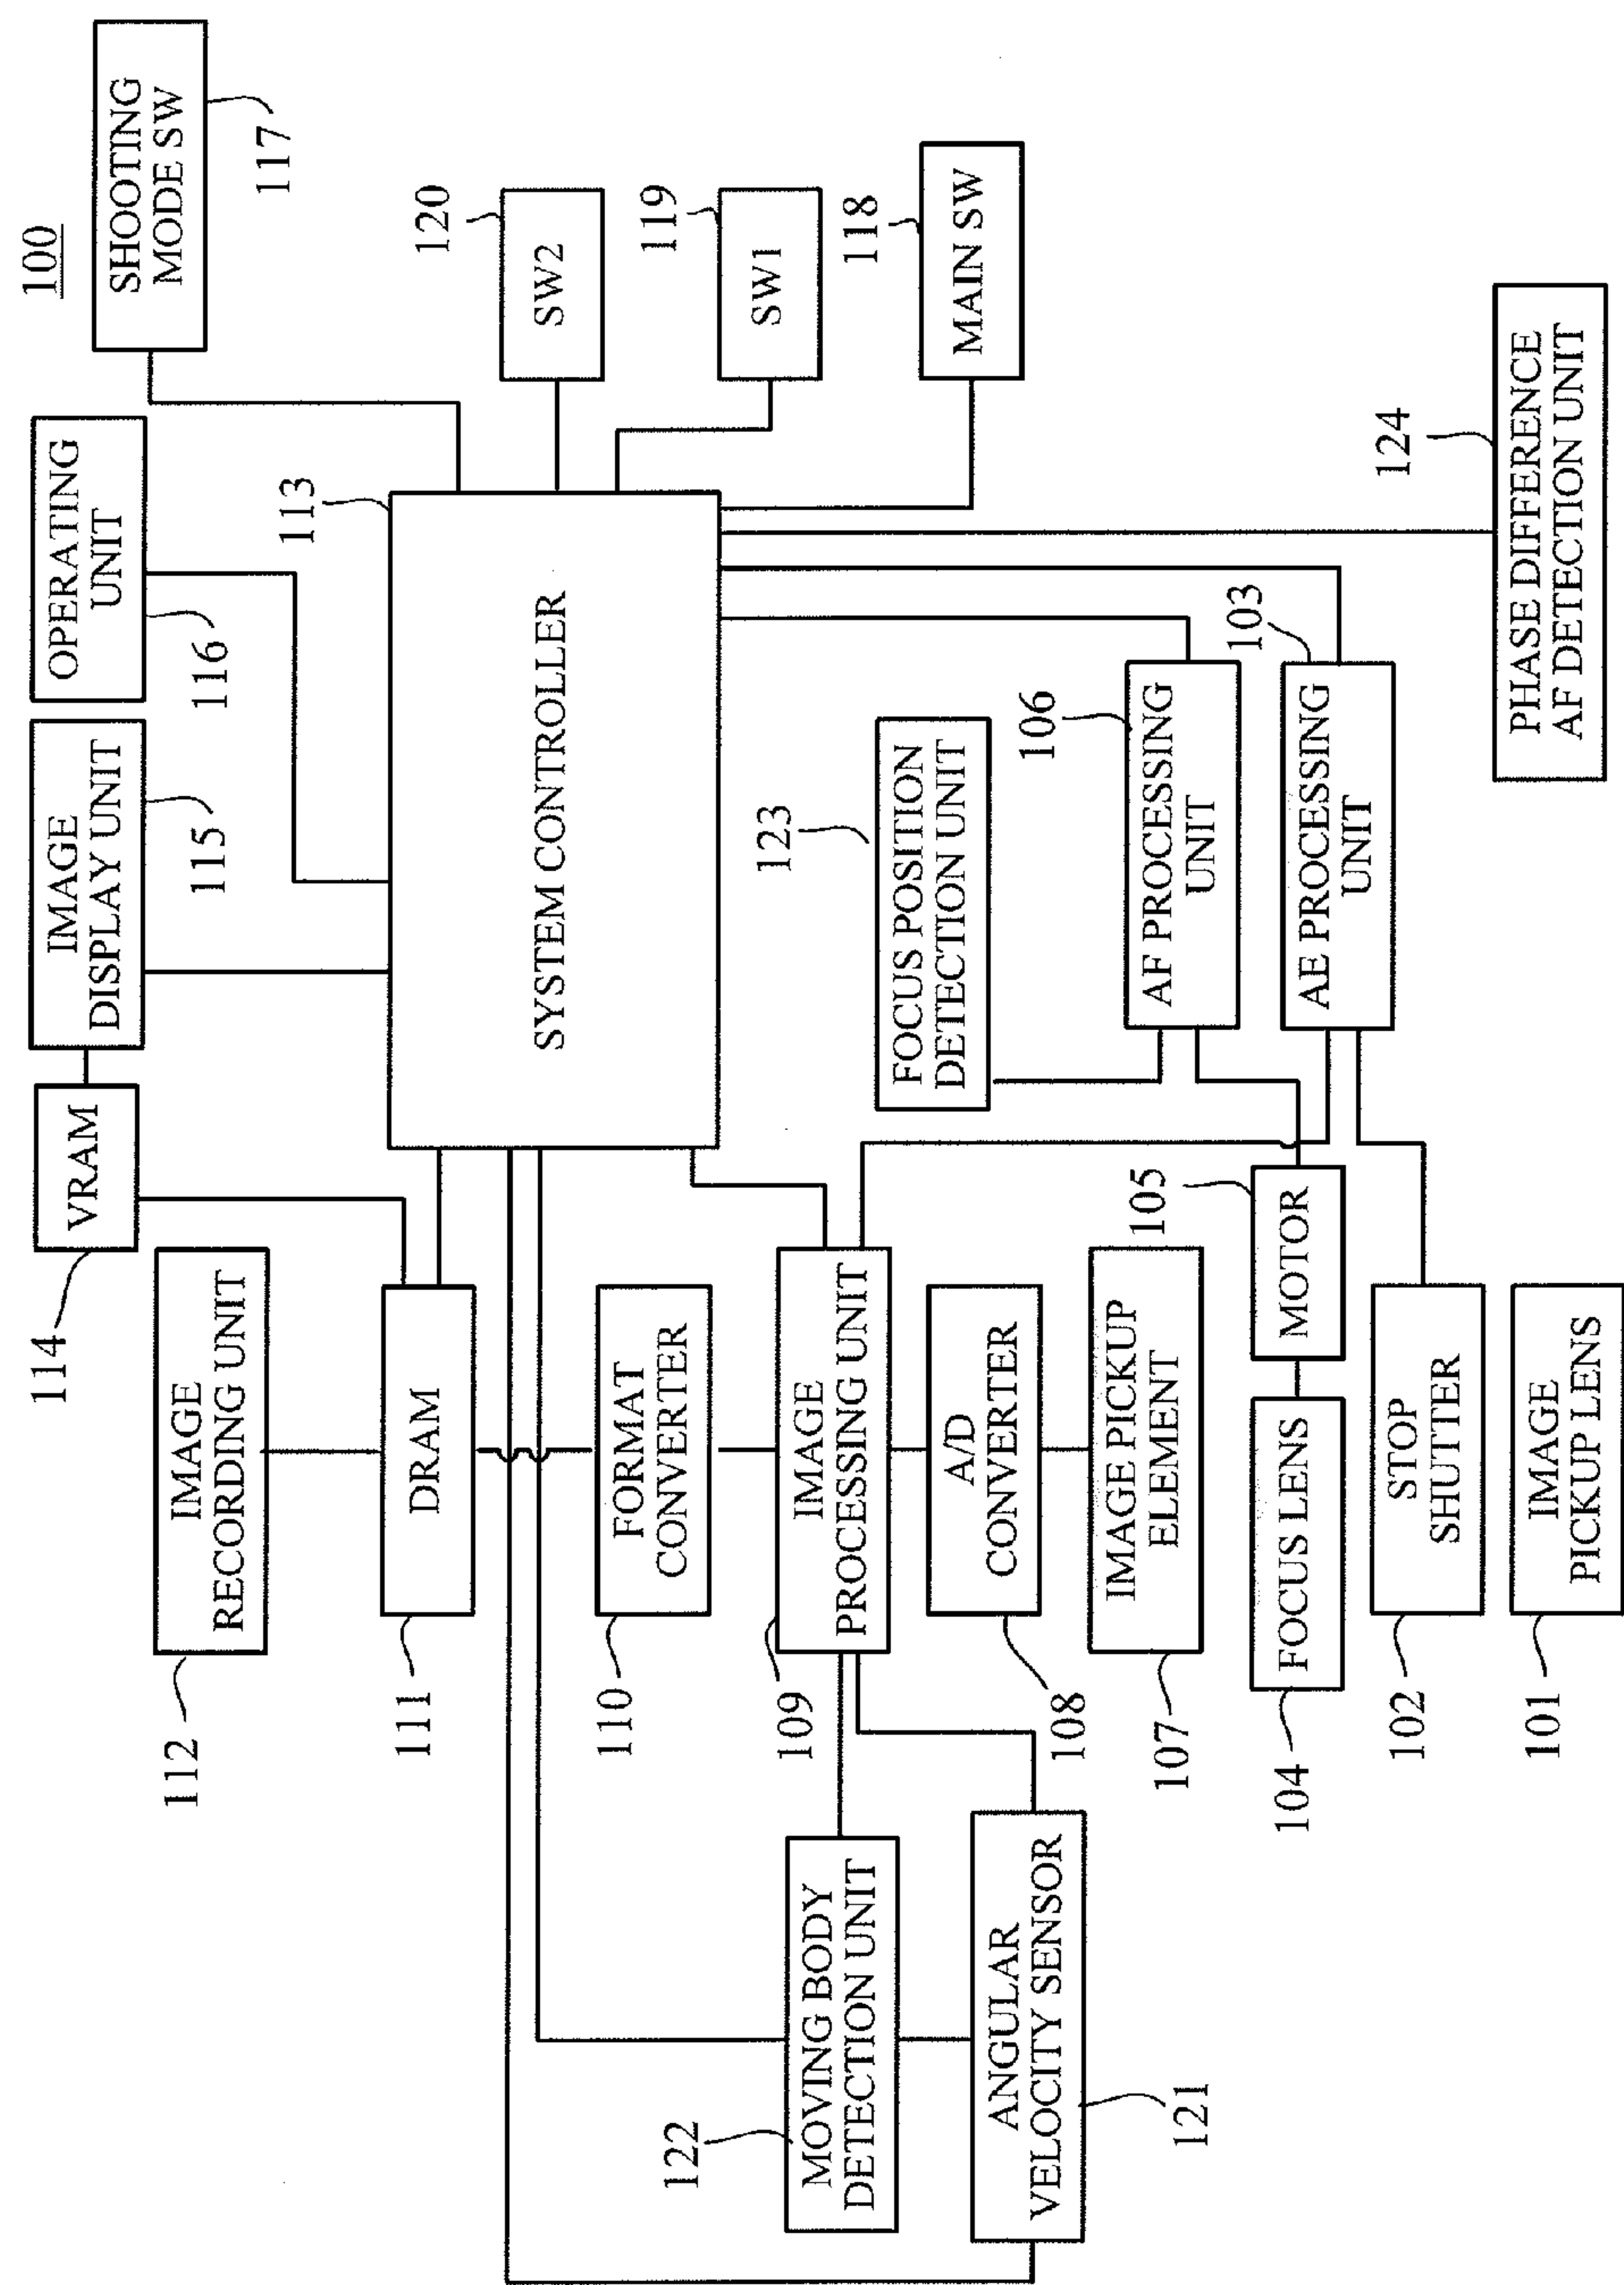 100
SHOOTING
MODE SW
117
OPERATING
UNIT
116
IMAGE
DISPLAY UNIT
115
VRAM
114
IMAGE
RECORDING UNIT
112
SW2
120
SW1
119
MAIN SW
118
113
SYSTEM CONTROLLER
DRAM
111
FORMAT
CONVERTER
110
IMAGE
PROCESSING UNIT
109
A/D
CONVERTER
108
IMAGE PICKUP
ELEMENT
107
MOVING BODY
DETECTION UNIT
122
ANGULAR
VELOCITY SENSOR
121
FOCUS POSITION
DETECTION UNIT
123
AF PROCESSING
UNIT
106
AE PROCESSING
UNIT
103
MOTOR
105
FOCUS LENS
104
STOP
SHUTTER
102
IMAGE
PICKUP LENS
101
PHASE DIFFERENCE
AF DETECTION UNIT
124